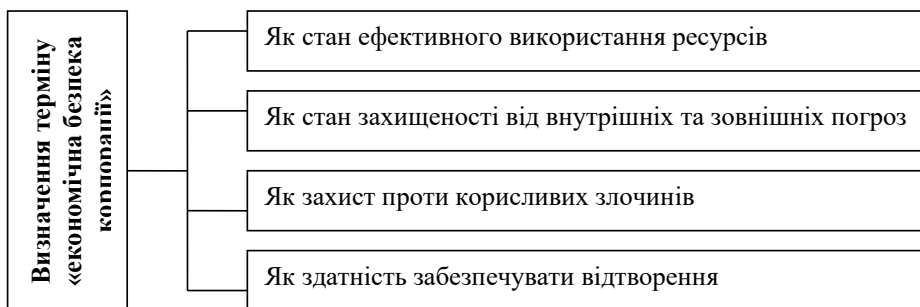 Визначення терміну
«економічна безпека
корпорації»
Як стан ефективного використання ресурсів
Як стан захищеності від внутрішніх та зовнішніх погроз
Як захист проти корисливих злочинів
Як здатність забезпечувати відтворення